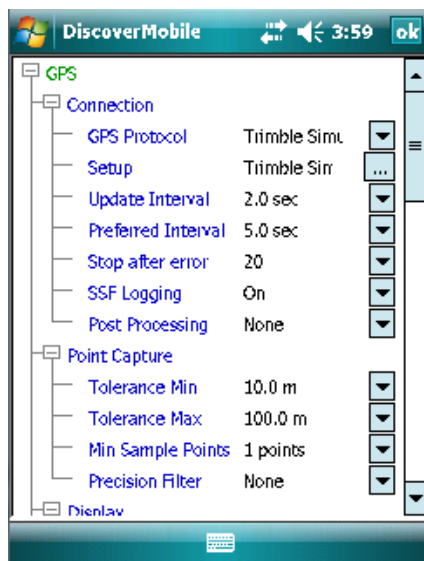 DiscoverMobile 3:59 ok
GPS
Connection
GPS Protocol Trimble Simu
Setup Trimble Sim ...
Update Interval 2.0 sec
Preferred Interval 5.0 sec
Stop after error 20
SSF Logging On
Post Processing None
Point Capture
Tolerance Min 10.0 m
Tolerance Max 100.0 m
Min Sample Points 1 points
Precision Filter None
Display